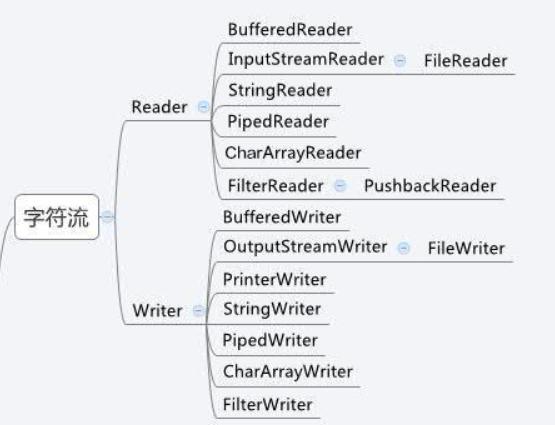 字符流
Reader
BufferedReader
InputStreamReader
FileReader
StringReader
PipedReader
CharArrayReader
FilterReader
PushbackReader
Writer
BufferedWriter
OutputStreamWriter
FileWriter
PrinterWriter
StringWriter
PipedWriter
CharArrayWriter
FilterWriter